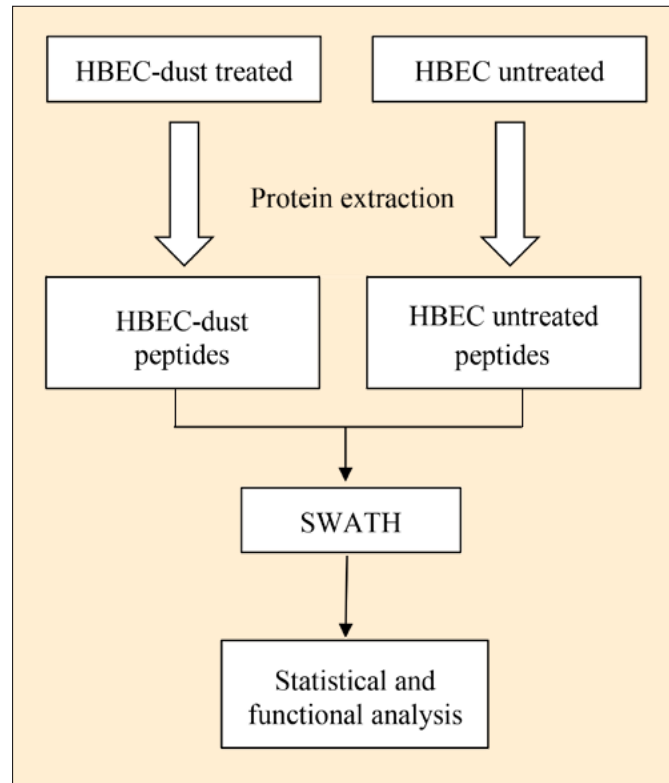 HBEC-dust treated
HBEC untreated
Protein extraction
HBEC-dust
peptides
HBEC untreated
peptides
SWATH
Statistical and
functional analysis